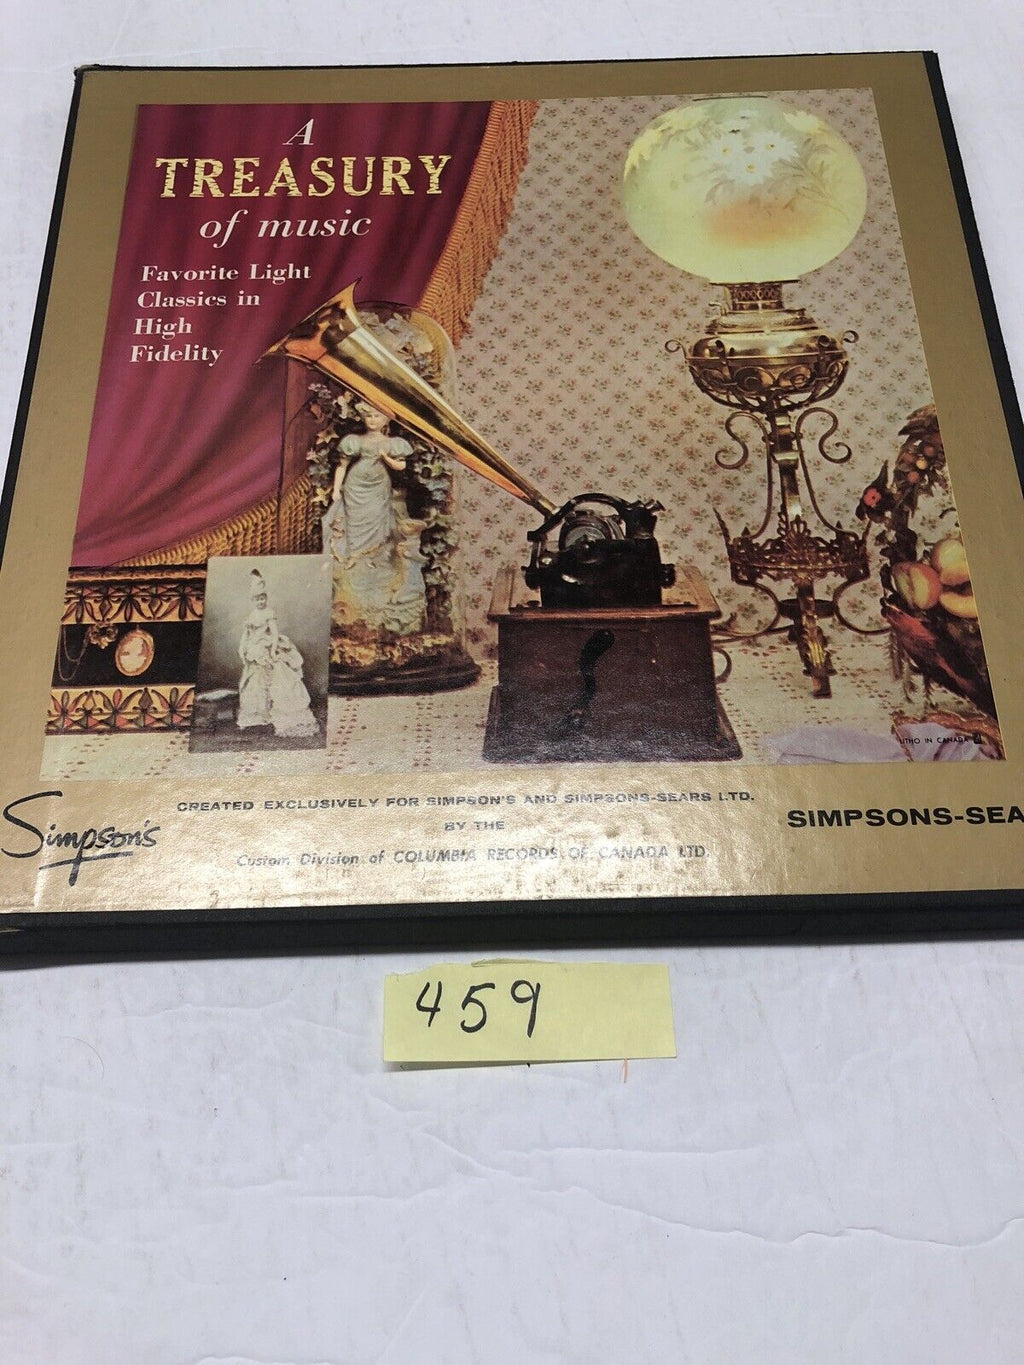 A
TREASURY
of music
Favorite Light
Classics in
High
Fidelity
LITHO IN CANADA
Simpson's
CREATED EXCLUSIVELY FOR SIMPSON'S AND SIMPSONS-SEARS LTD.
BY THE
Custom Division of COLUMBIA RECORDS OF CANADA LTD.
SIMPSONS-SEA
459